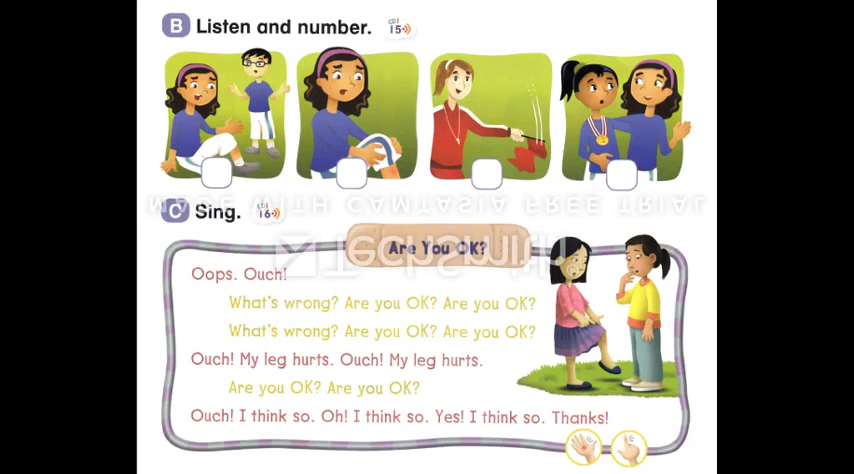 B Listen and number. CD1 15
MADE WITH CAMTASIA FREE TRIAL
C Sing. CD1 16
TechSmith
Are You OK?
Oops. Ouch!
What's wrong? Are you OK? Are you OK?
What's wrong? Are you OK? Are you OK?
Ouch! My leg hurts. Ouch! My leg hurts.
Are you OK? Are you OK?
Ouch! I think so. Oh! I think so. Yes! I think so. Thanks!